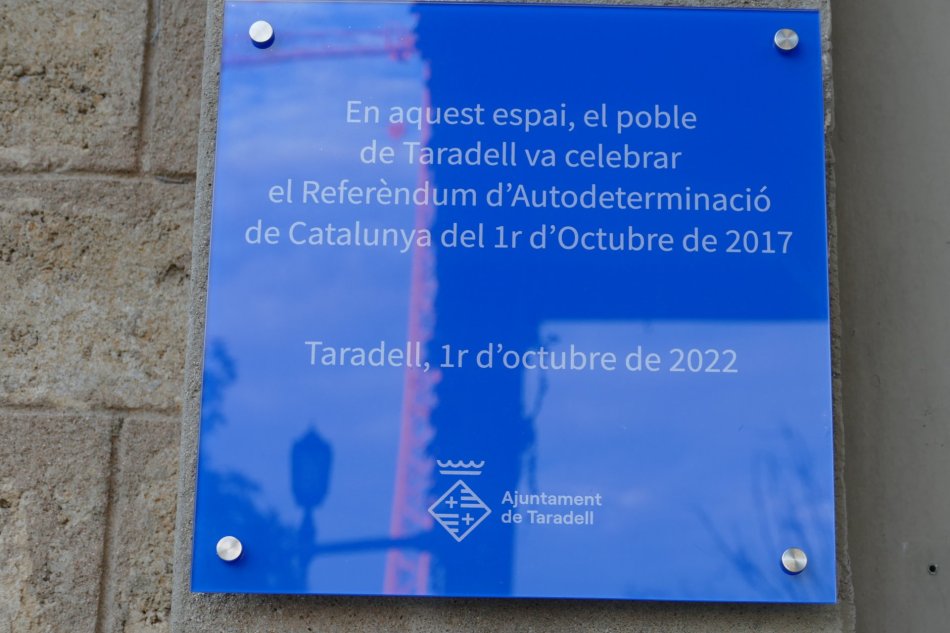 En aquest espai, el poble
de Taradell va celebrar
el Referèndum d’Autodeterminació
de Catalunya del 1r d’Octubre de 2017
Taradell, 1r d’octubre de 2022
Ajuntament
de Taradell